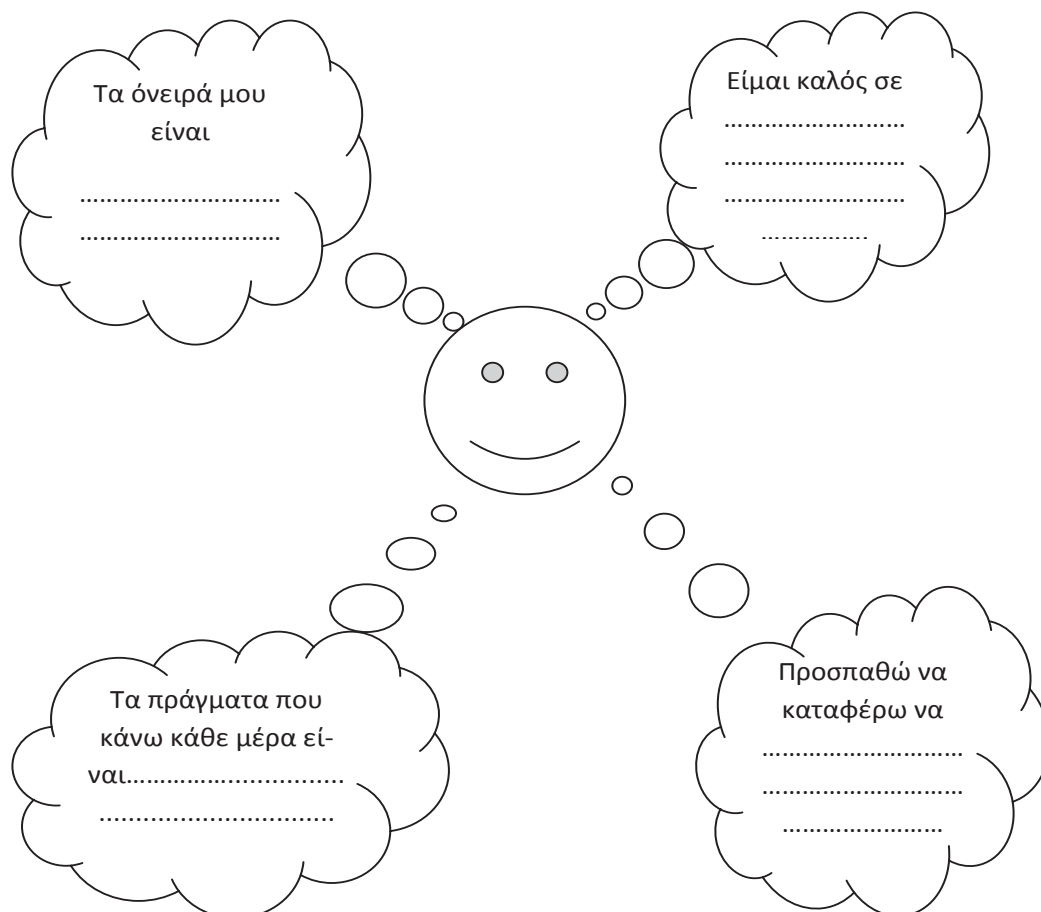 Τα όνειρά μου
είναι
..............................
..............................
Είμαι καλός σε
...........................
...........................
...........................
................
Τα πράγματα που
κάνω κάθε μέρα εί-
ναι.................................
...................................
Προσπαθώ να
καταφέρω να
..............................
..............................
........................